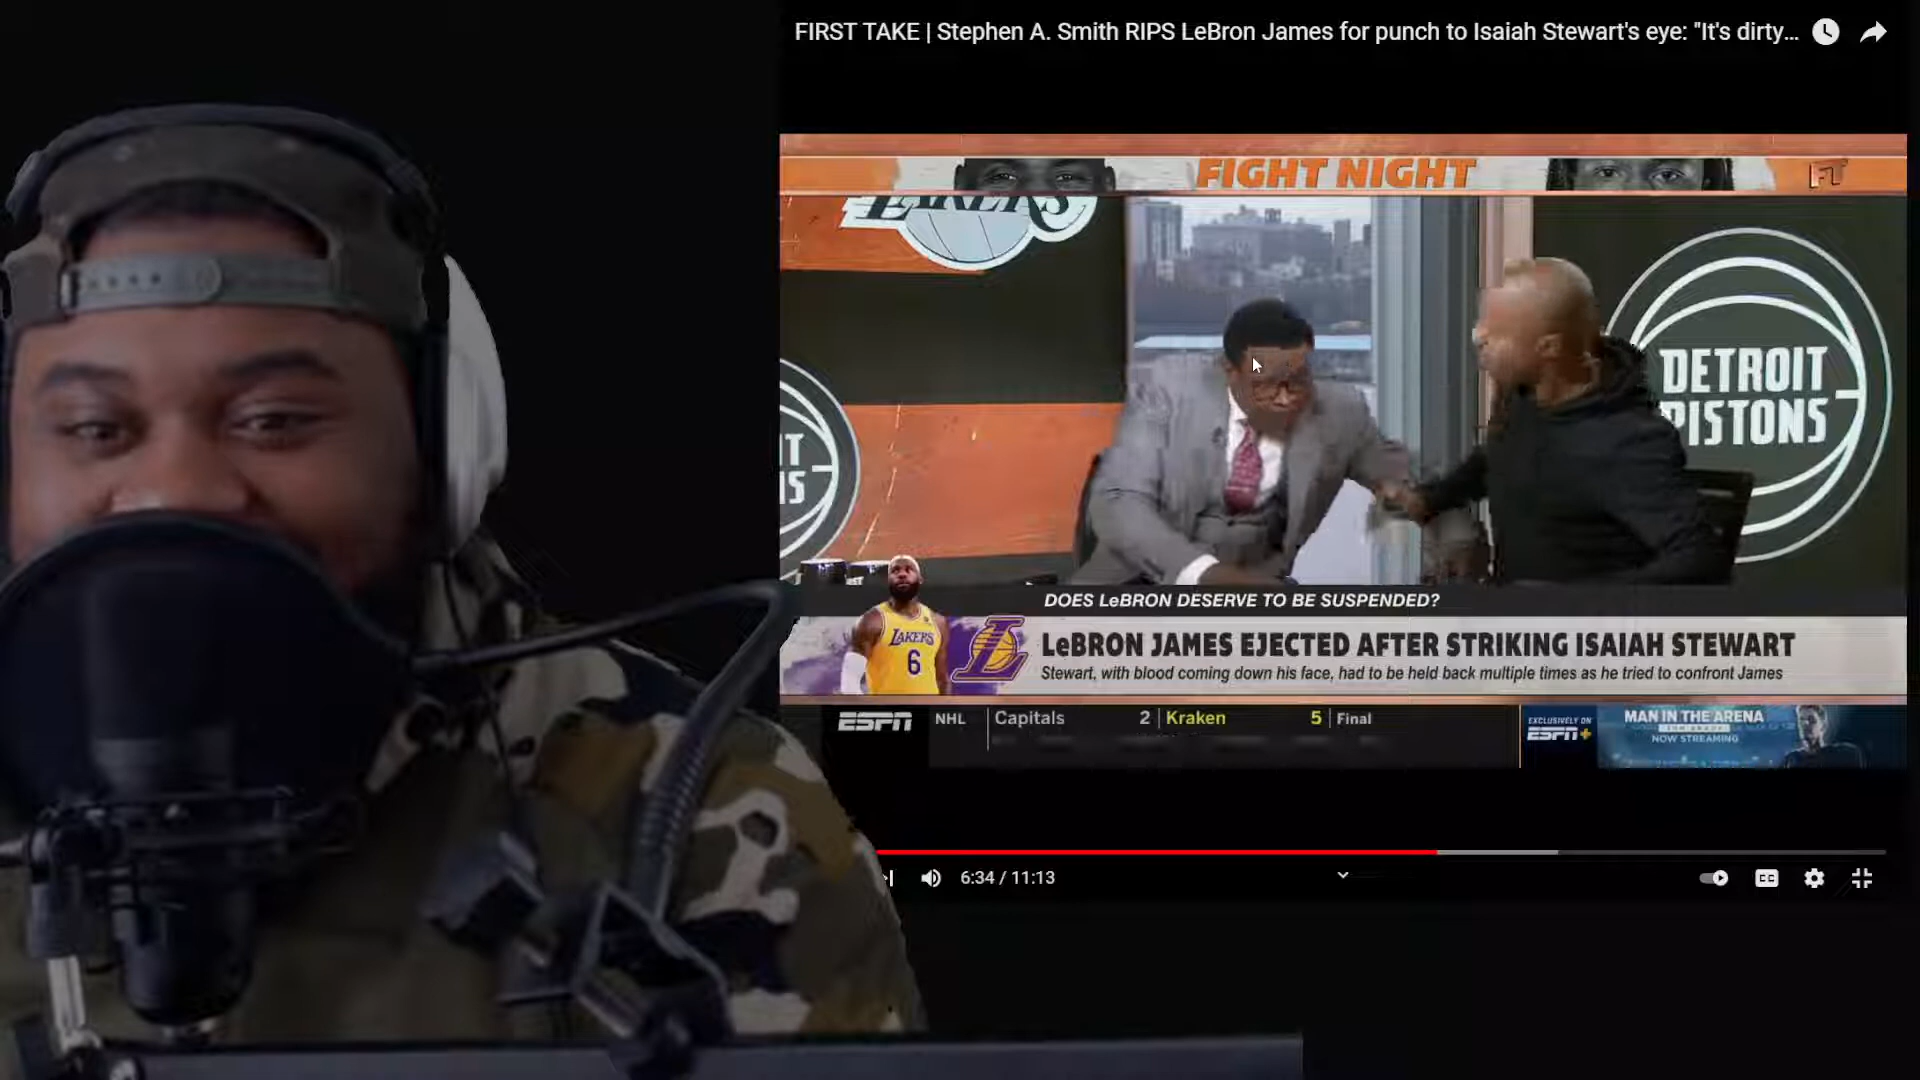 FIRST TAKE | Stephen A. Smith RIPS LeBron James for punch to Isaiah Stewart's eye: "It's dirty...
FIGHT NIGHT
FT
LAKERS
DETROIT
PISTONS
IT
IS
DOES LeBRON DESERVE TO BE SUSPENDED?
LeBRON JAMES EJECTED AFTER STRIKING ISAIAH STEWART
Stewart, with blood coming down his face, had to be held back multiple times as he tried to confront James
LAKERS
6
L
ESPN NHL Capitals 2 Kraken 5 Final
EXCLUSIVELY ON
ESPN+
MAN IN THE ARENA
NOW STREAMING
6:34 / 11:13
CC